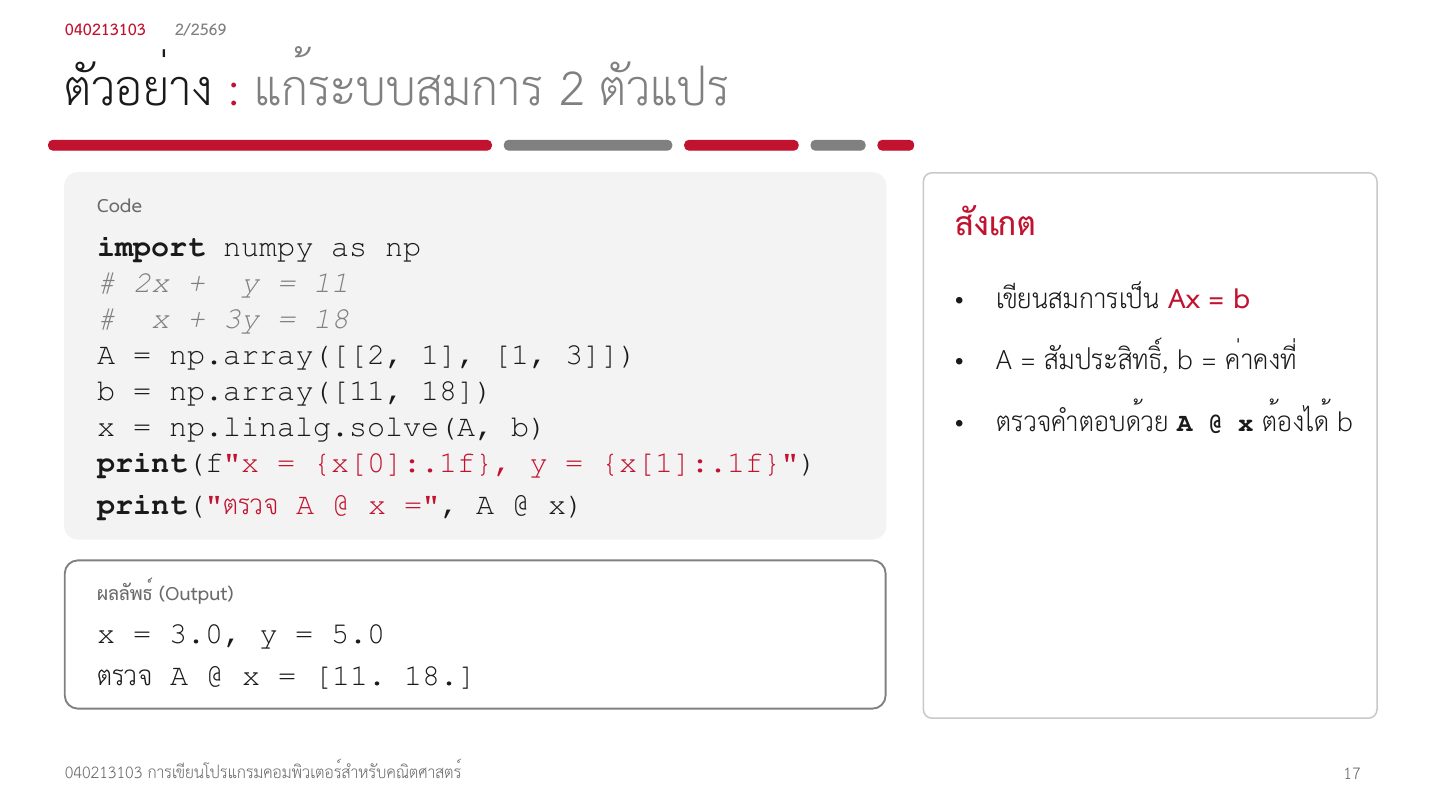 040213103 2/2569
ตัวอย่าง : แก้ระบบสมการ 2 ตัวแปร
Code
import numpy as np
# 2x +  y = 11
#  x + 3y = 18
A = np.array([[2, 1], [1, 3]])
b = np.array([11, 18])
x = np.linalg.solve(A, b)
print(f"x = {x[0]:.1f}, y = {x[1]:.1f}")
print("ตรวจ A @ x =", A @ x)
ผลลัพธ์ (Output)
x = 3.0, y = 5.0
ตรวจ A @ x = [11. 18.]
สังเกต
• เขียนสมการเป็น Ax = b
• A = สัมประสิทธิ์, b = ค่าคงที่
• ตรวจคำตอบด้วย A @ x ต้องได้ b
040213103 การเขียนโปรแกรมคอมพิวเตอร์สำหรับคณิตศาสตร์
17